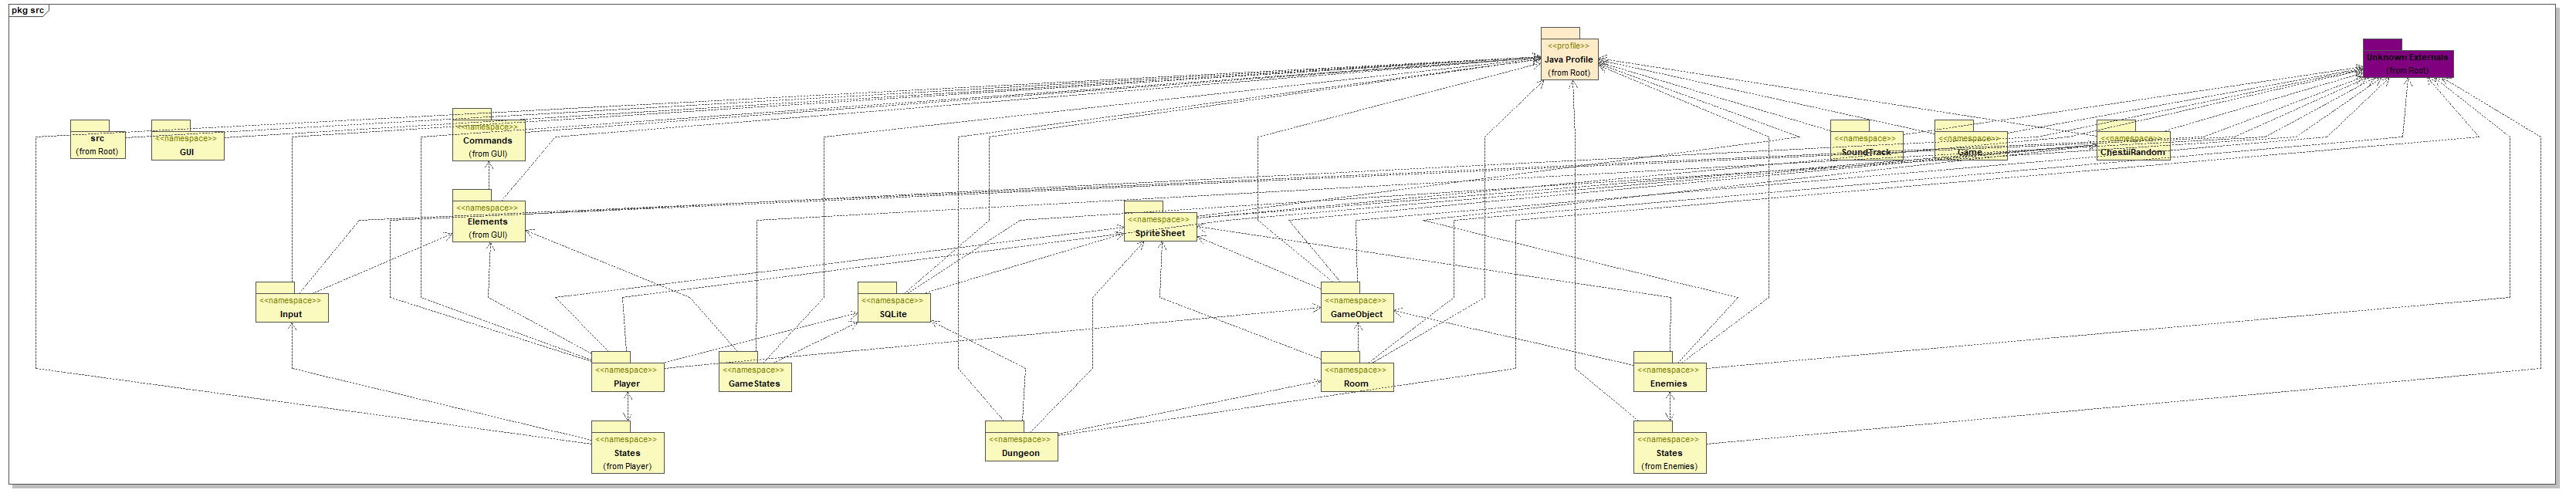 pkg src
<<profile>>
Java Profile
(from Root)
Unknown Externals
(from Root)
src
(from Root)
<<namespace>>
GUI
<<namespace>>
Commands
(from GUI)
<<namespace>>
SoundTrack
<<namespace>>
Game
<<namespace>>
ChestiiRandom
<<namespace>>
Elements
(from GUI)
<<namespace>>
SpriteSheet
<<namespace>>
Input
<<namespace>>
SQLite
<<namespace>>
GameObject
<<namespace>>
Player
<<namespace>>
GameStates
<<namespace>>
Room
<<namespace>>
Enemies
<<namespace>>
States
(from Player)
<<namespace>>
Dungeon
<<namespace>>
States
(from Enemies)